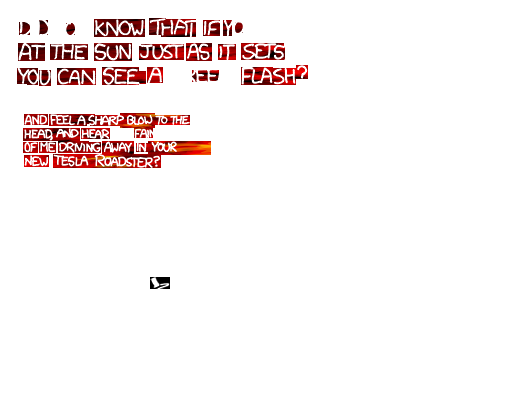 KNOW THAT IF
AT THE SUN JUST AS IT SETS
YOU CAN SEE A FLASH?
AND FEEL A SHARP BLOW TO THE
HEAD, AND HEAR
OF ME DRIVING AWAY IN YOUR
NEW TESLA ROADSTER?